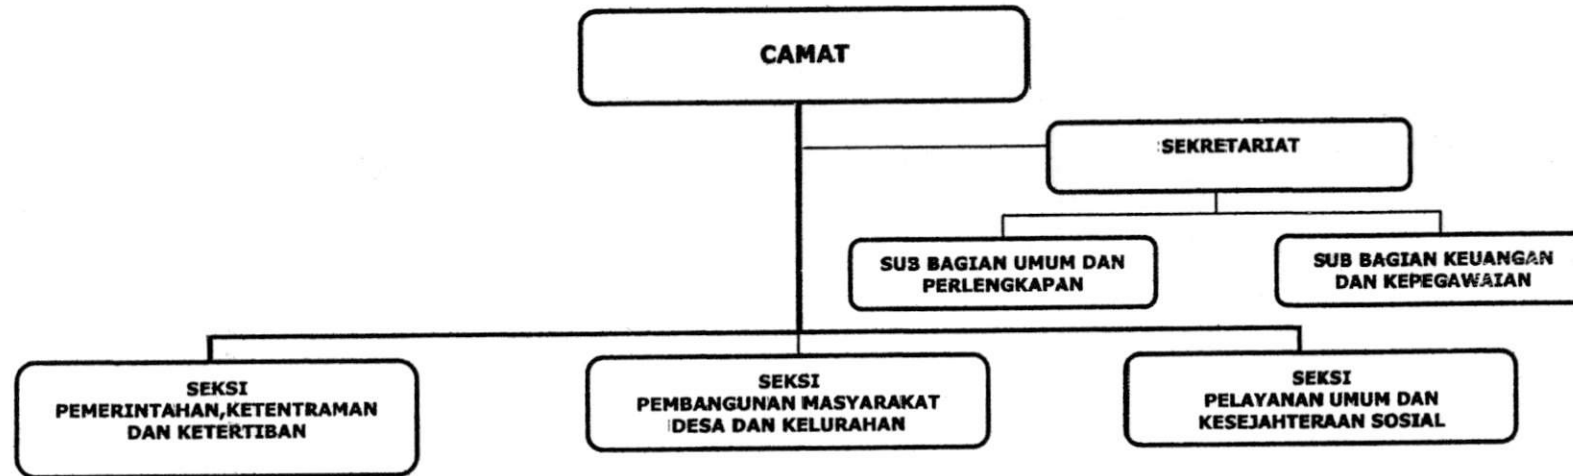 CAMAT
SEKRETARIAT
SUB BAGIAN UMUM DAN
PERLENGKAPAN
SUB BAGIAN KEUANGAN
DAN KEPEGAWAIAN
SEKSI
PEMERINTAHAN,KETENTRAMAN
DAN KETERTIBAN
SEKSI
PEMBANGUNAN MASYARAKAT
DESA DAN KELURAHAN
SEKSI
PELAYANAN UMUM DAN
KESEJAHTERAAN SOSIAL